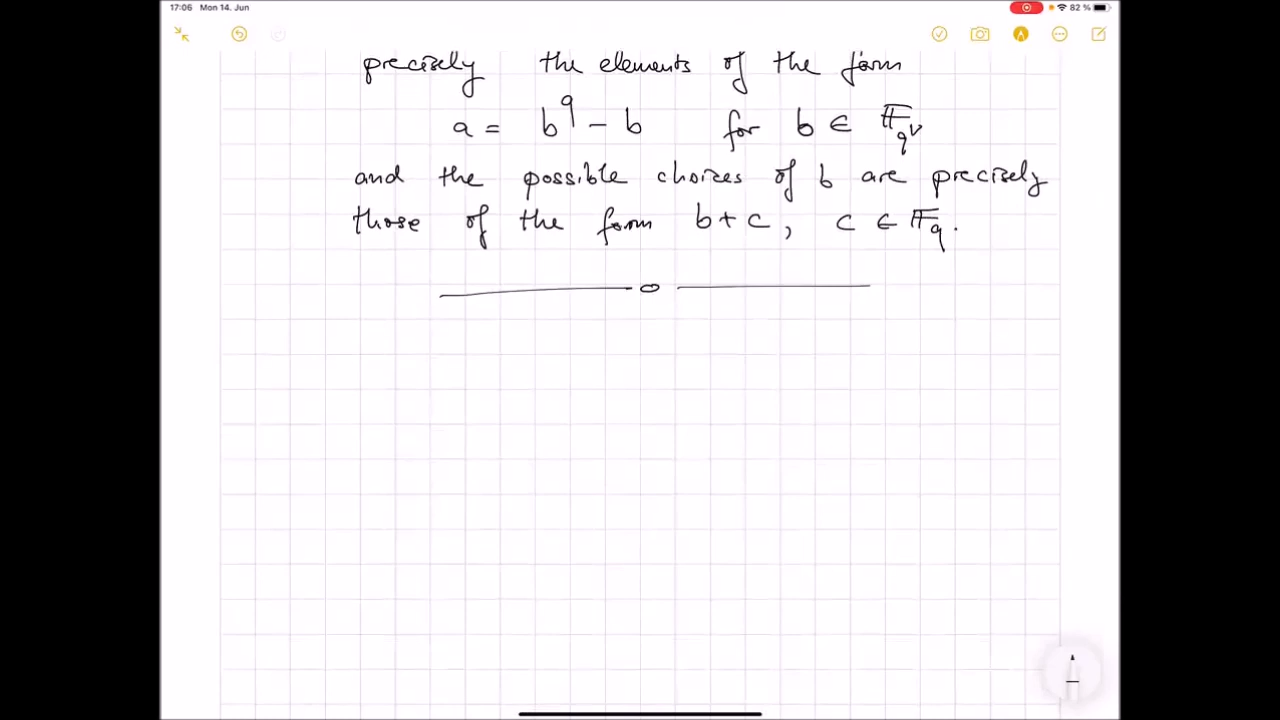 17:06 Mon 14. Jun 82 %
precisely the elements of the form
a = b^q − b for b ∈ 𝔽_{q^ν}
and the possible choices of b are precisely
those of the form b + c, c ∈ 𝔽_q.